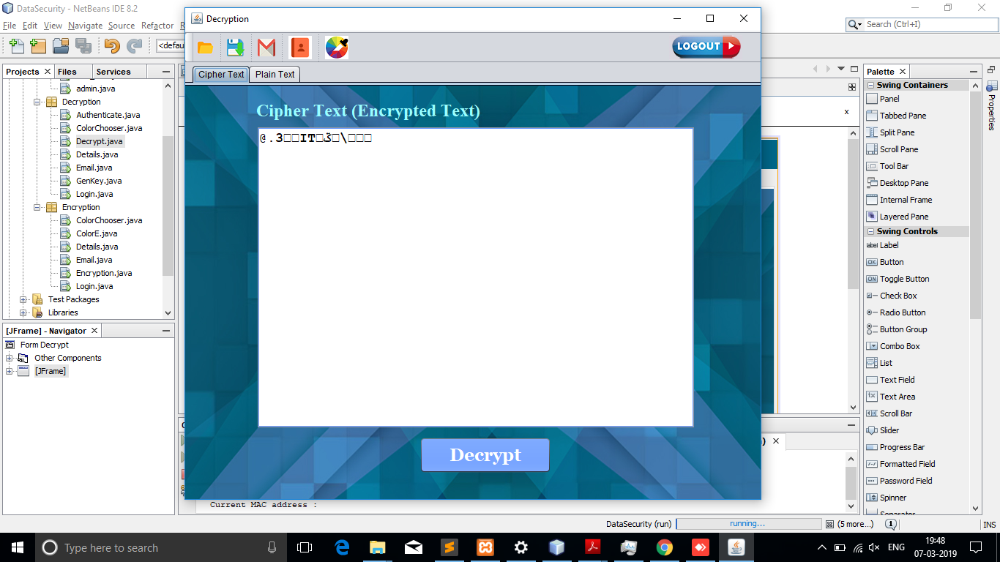 DataSecurity - NetBeans IDE 8.2
File Edit View Navigate Source Refactor
Search (Ctrl+I)
<defau
Decryption
LOGOUT
Cipher Text
Plain Text
Cipher Text (Encrypted Text)
Decrypt
Projects
Files
Services
admin.java
Decryption
Authenticate.java
ColorChooser.java
Decrypt.java
Details.java
Email.java
GenKey.java
Login.java
Encryption
ColorChooser.java
ColorE.java
Details.java
Email.java
Encryption.java
Login.java
Test Packages
Libraries
[JFrame] - Navigator
Form Decrypt
Other Components
[JFrame]
Current MAC address :
Palette
Swing Containers
Panel
Tabbed Pane
Split Pane
Scroll Pane
Tool Bar
Desktop Pane
Internal Frame
Layered Pane
Swing Controls
Label
Button
Toggle Button
Check Box
Radio Button
Button Group
Combo Box
List
Text Field
Text Area
Scroll Bar
Slider
Progress Bar
Formatted Field
Password Field
Spinner
Separator
Properties
DataSecurity (run)
running...
(5 more...)
1
INS
Type here to search
ENG
19:48
07-03-2019